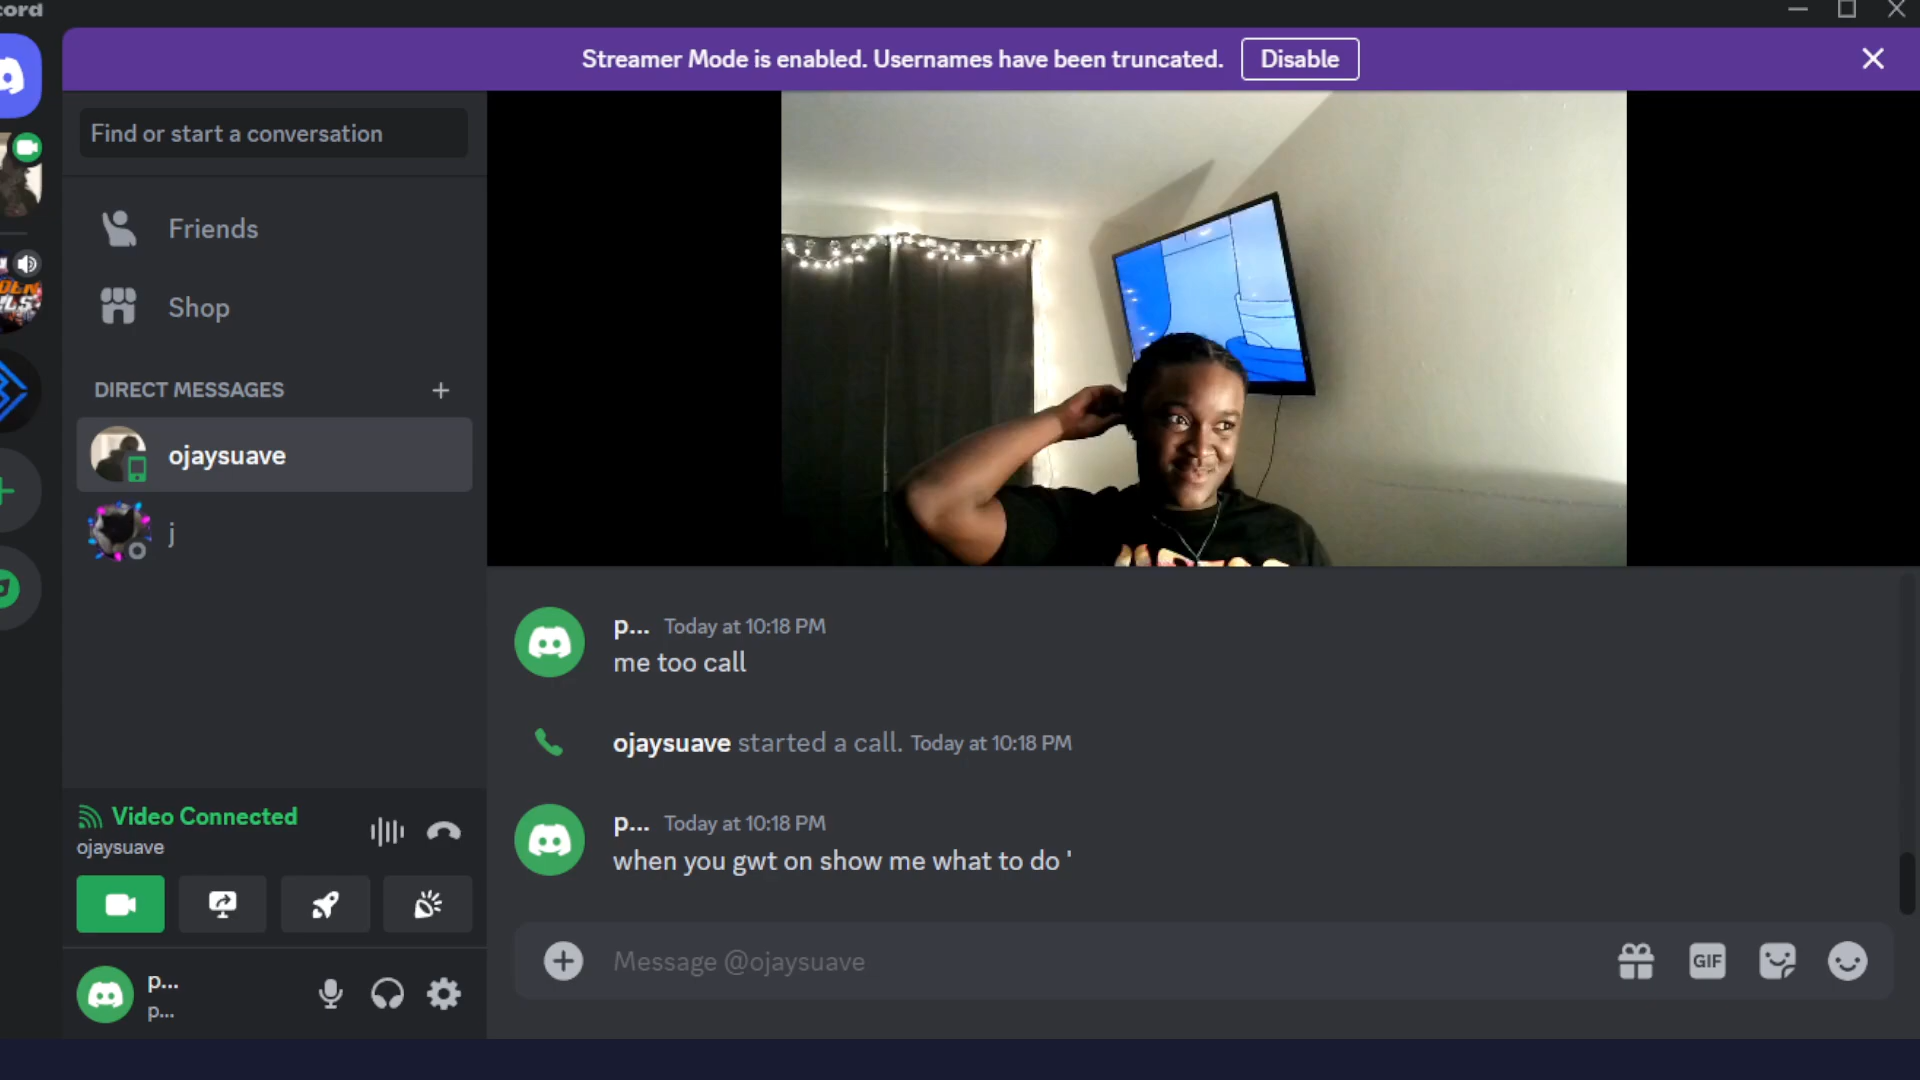 cord
Streamer Mode is enabled. Usernames have been truncated. Disable
Find or start a conversation
Friends
Shop
DIRECT MESSAGES
ojaysuave
j
p... Today at 10:18 PM
me too call
ojaysuave started a call. Today at 10:18 PM
p... Today at 10:18 PM
when you gwt on show me what to do '
Video Connected
ojaysuave
Message @ojaysuave
GIF
p...
p...